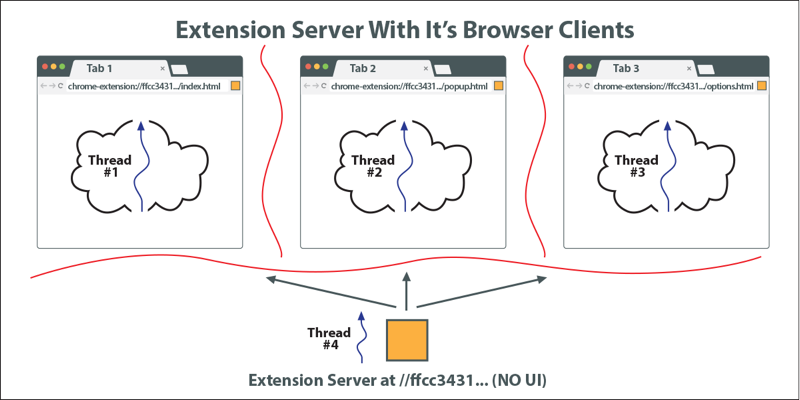 Extension Server With It's Browser Clients
Tab 1
×
Tab 2
×
Tab 3
×
chrome-extension://ffcc3431.../index.html
chrome-extension://ffcc3431.../popup.html
chrome-extension://ffcc3431.../options.html
Thread
#1
Thread
#2
Thread
#3
Thread
#4
Extension Server at //ffcc3431... (NO UI)